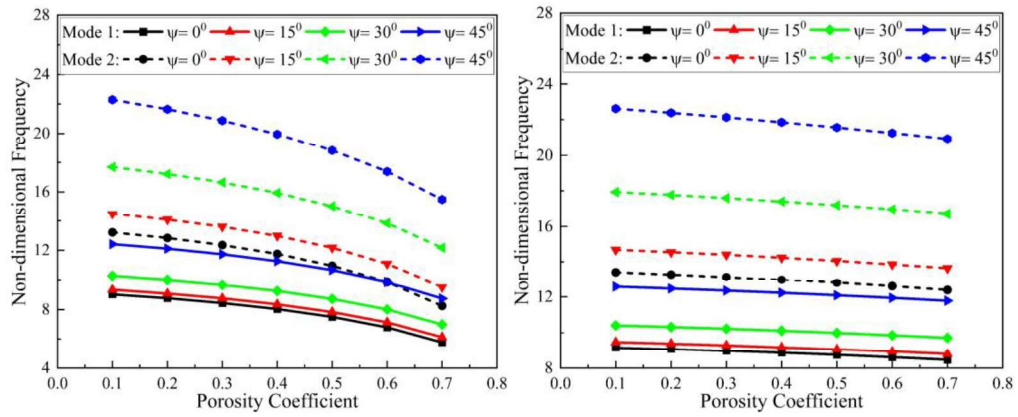 Mode 1: ψ= 0⁰ ψ= 15⁰ ψ= 30⁰ ψ= 45⁰
Mode 2: ψ= 0⁰ ψ= 15⁰ ψ= 30⁰ ψ= 45⁰
Non-dimensional Frequency
28
24
20
16
12
8
4
0.0 0.1 0.2 0.3 0.4 0.5 0.6 0.7 0.8
Porosity Coefficient
Mode 1: ψ= 0⁰ ψ= 15⁰ ψ= 30⁰ ψ= 45⁰
Mode 2: ψ= 0⁰ ψ= 15⁰ ψ= 30⁰ ψ= 45⁰
Non-dimensional Frequency
28
24
20
16
12
8
0.0 0.1 0.2 0.3 0.4 0.5 0.6 0.7 0.8
Porosity Coefficient